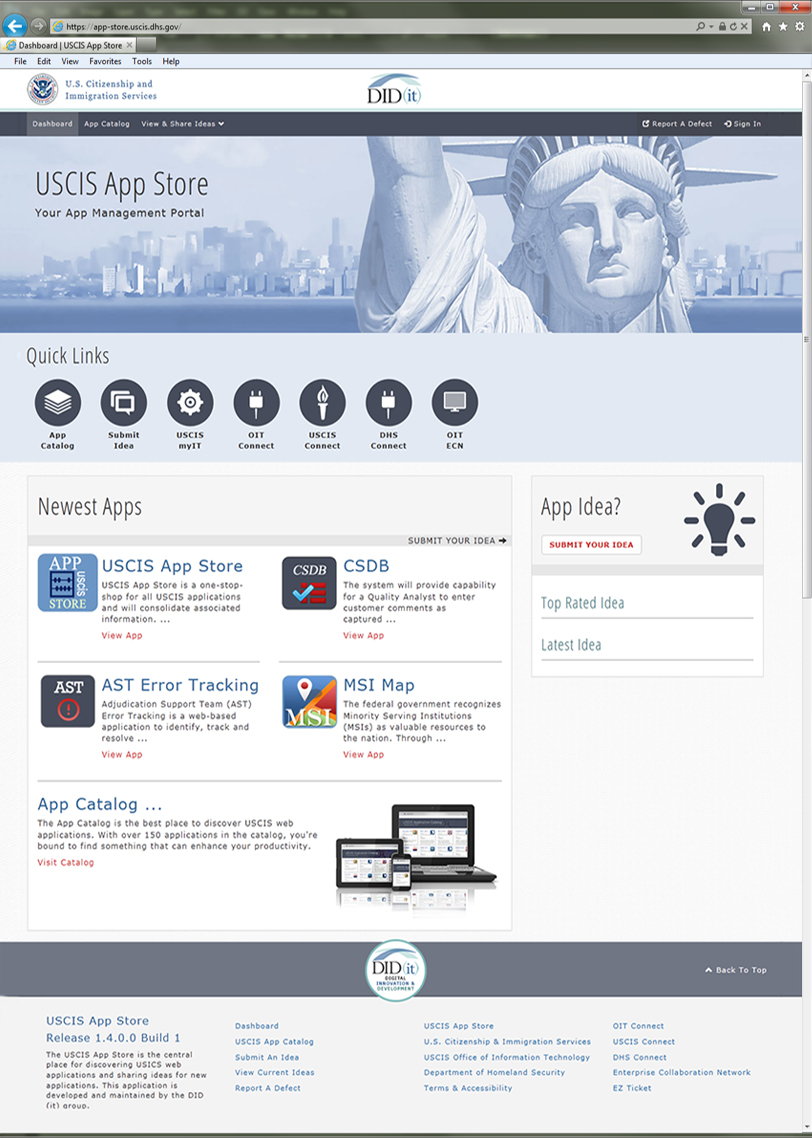 https://app-store.uscis.dhs.gov/
Dashboard | USCIS App Store
File Edit View Favorites Tools Help
U.S. Citizenship and
Immigration Services
DID(it)
Dashboard App Catalog View & Share Ideas Report A Defect Sign In
USCIS App Store
Your App Management Portal
Quick Links
App
Catalog
Submit
Idea
USCIS
myIT
OIT
Connect
USCIS
Connect
DHS
Connect
OIT
ECN
Newest Apps
SUBMIT YOUR IDEA
APP
USCIS
STORE
USCIS App Store
USCIS App Store is a one-stop-
shop for all USCIS applications
and will consolidate associated
information. ...
View App
CSDB
CSDB
The system will provide capability
for a Quality Analyst to enter
customer comments as
captured ...
View App
AST
AST Error Tracking
Adjudication Support Team (AST)
Error Tracking is a web-based
application to identify, track and
resolve ...
View App
MSI
MSI Map
The federal government recognizes
Minority Serving Institutions
(MSIs) as valuable resources to
the nation. Through ...
View App
App Catalog ...
The App Catalog is the best place to discover USCIS web
applications. With over 150 applications in the catalog, you're
bound to find something that can enhance your productivity.
Visit Catalog
App Idea?
SUBMIT YOUR IDEA
Top Rated Idea
Latest Idea
DID(it)
DIGITAL
INNOVATION &
DEVELOPMENT
Back To Top
USCIS App Store
Release 1.4.0.0 Build 1
The USCIS App Store is the central
place for discovering USICS web
applications and sharing ideas for new
applications. This application is
developed and maintained by the DID
(it) group.
Dashboard
USCIS App Catalog
Submit An Idea
View Current Ideas
Report A Defect
USCIS App Store
U.S. Citizenship & Immigration Services
USCIS Office of Information Technology
Department of Homeland Security
Terms & Accessibility
OIT Connect
USCIS Connect
DHS Connect
Enterprise Collaboration Network
EZ Ticket